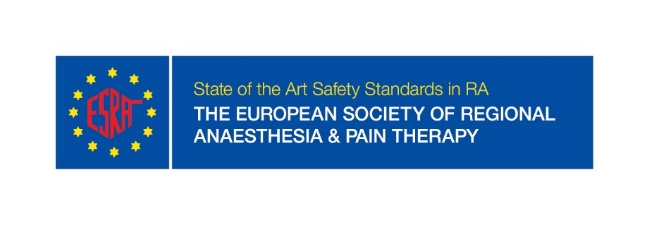 ESRA
State of the Art Safety Standards in RA
THE EUROPEAN SOCIETY OF REGIONAL
ANAESTHESIA & PAIN THERAPY